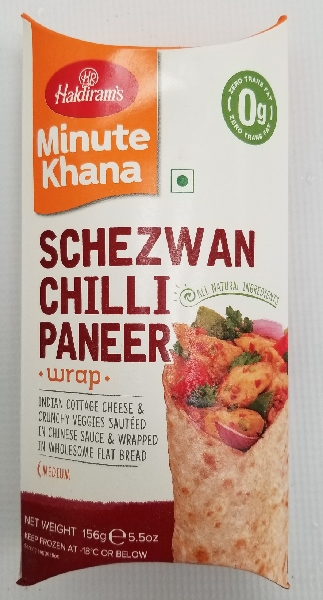 HR
Haldiram's
Minute
Khana
ZERO TRANS FAT
0g
ZERO TRANS FAT
SCHEZWAN
CHILLI
PANEER
wrap
ALL NATURAL INGREDIENTS
INDIAN COTTAGE CHEESE &
CRUNCHY VEGGIES SAUTÉED
IN CHINESE SAUCE & WRAPPED
IN WHOLESOME FLAT BREAD
MEDIUM
NET WEIGHT 156g e 5.5oz
KEEP FROZEN AT -18°C OR BELOW